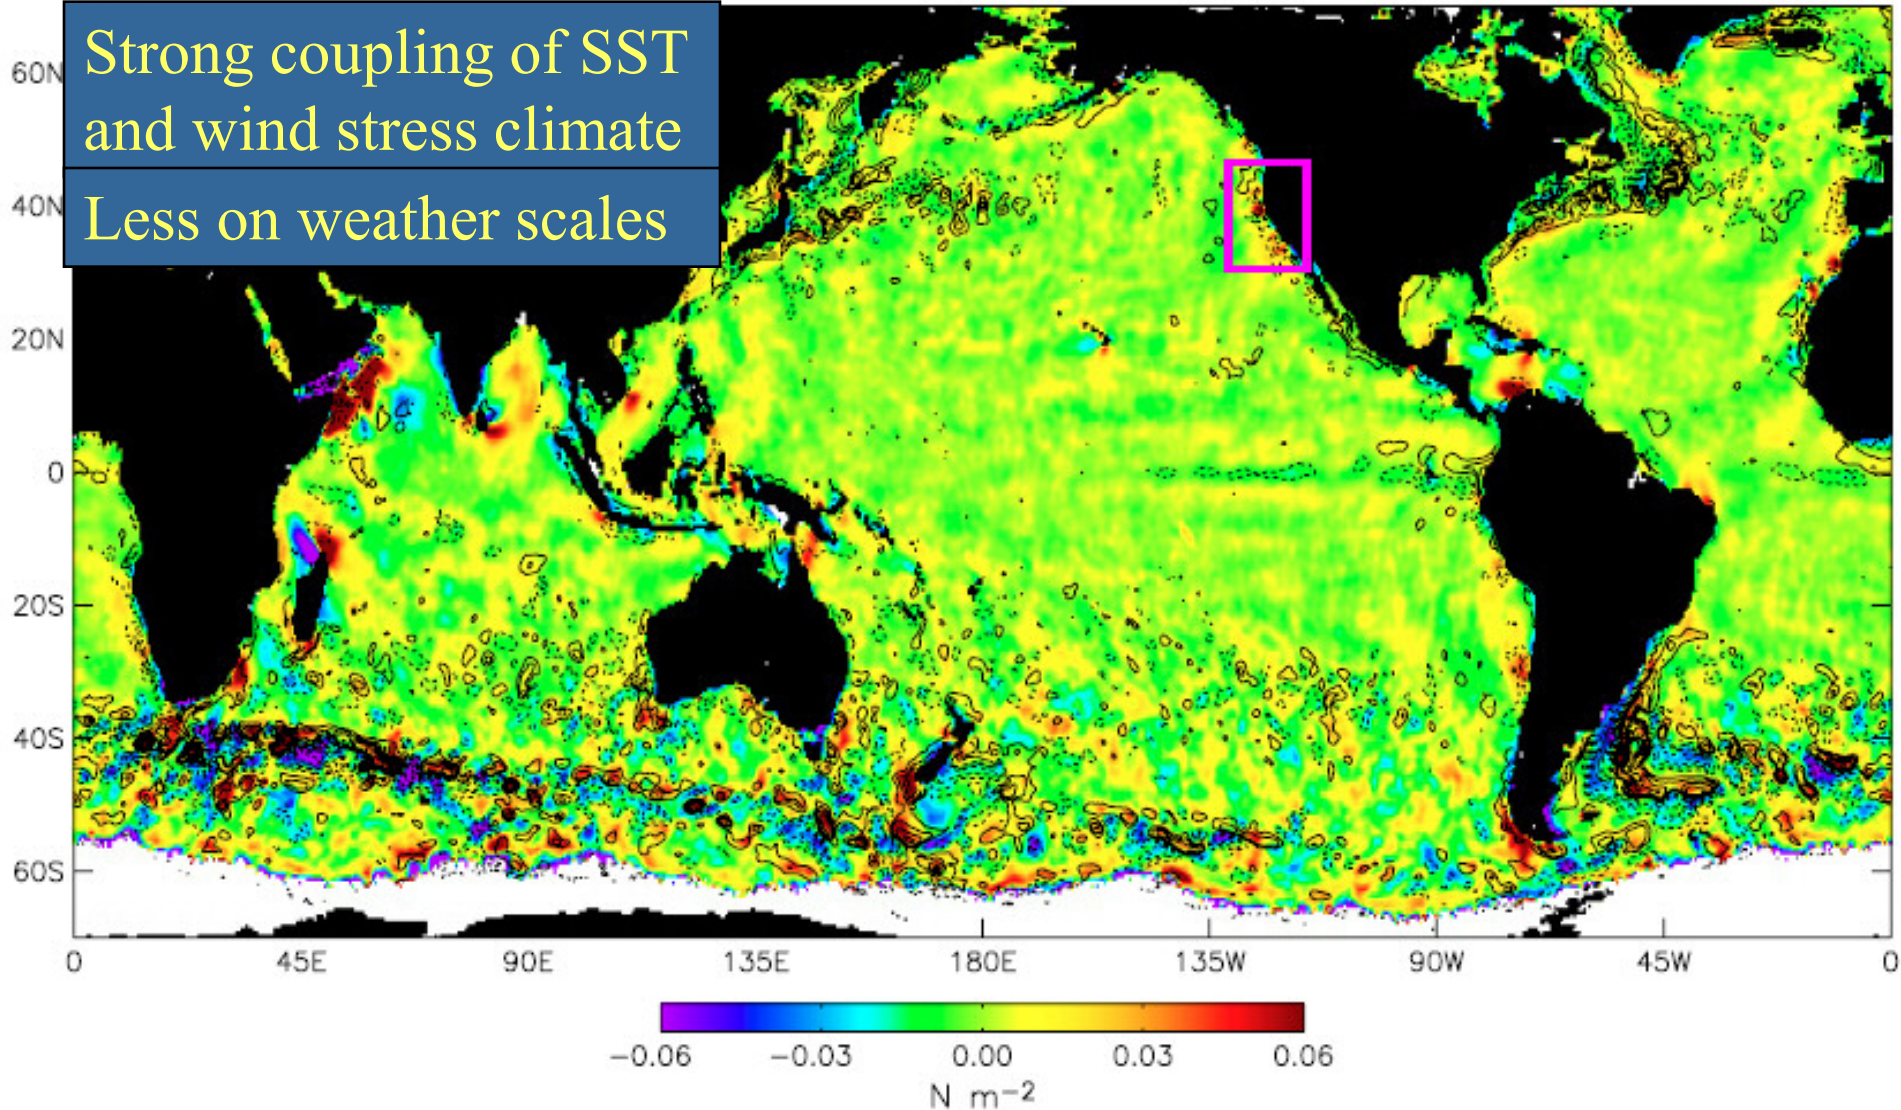 Strong coupling of SST
and wind stress climate
Less on weather scales
60N
40N
20N
0
20S
40S
60S
0 45E 90E 135E 180E 135W 90W 45W 0
−0.06 −0.03 0.00 0.03 0.06
N m−2